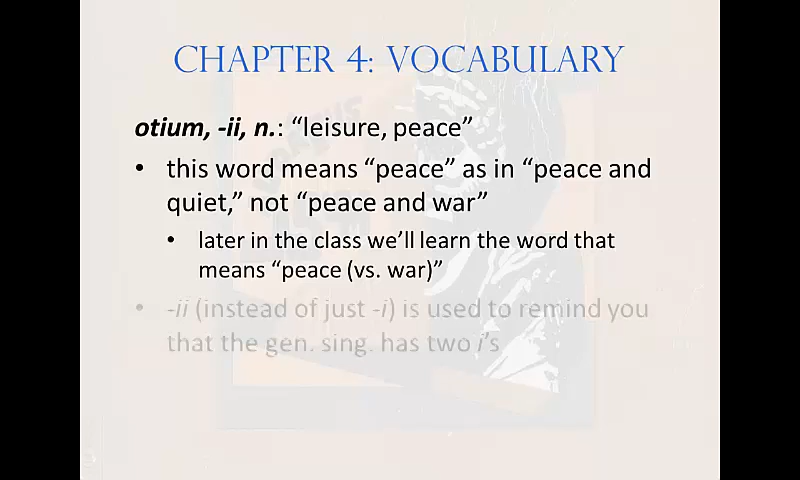 CHAPTER 4: VOCABULARY
otium, -ii, n.: “leisure, peace”
• this word means “peace” as in “peace and
quiet,” not “peace and war”
• later in the class we’ll learn the word that
means “peace (vs. war)”
• -ii (instead of just -i) is used to remind you
that the gen. sing. has two i’s